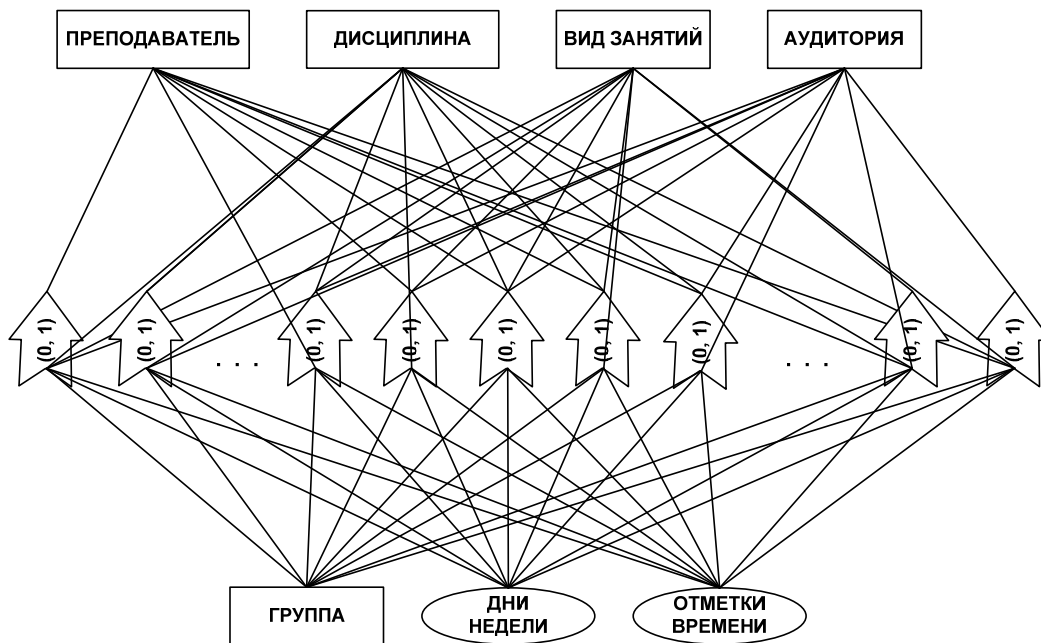 ПРЕПОДАВАТЕЛЬ
ДИСЦИПЛИНА
ВИД ЗАНЯТИЙ
АУДИТОРИЯ
(0, 1)
(0, 1)
. . .
(0, 1)
(0, 1)
(0, 1)
(0, 1)
(0, 1)
. . .
(0, 1)
(0, 1)
ГРУППА
ДНИ
НЕДЕЛИ
ОТМЕТКИ
ВРЕМЕНИ